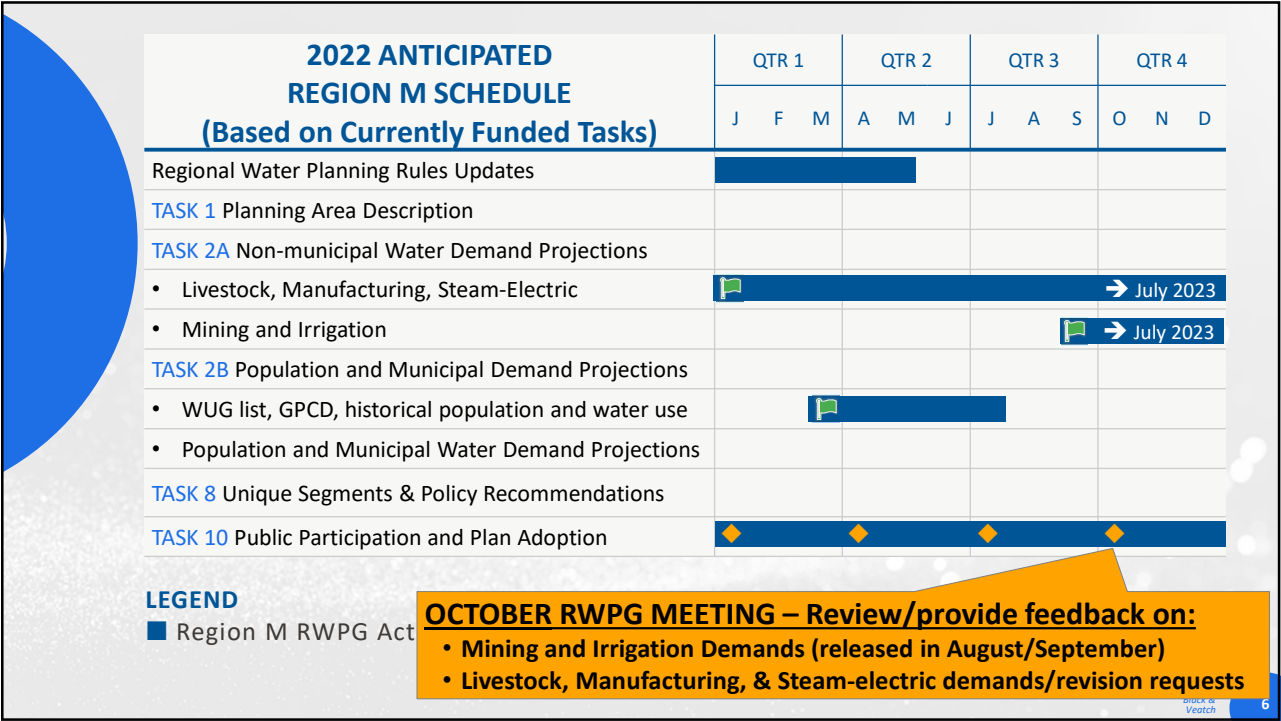 2022 ANTICIPATED
REGION M SCHEDULE
(Based on Currently Funded Tasks)
QTR 1 QTR 2 QTR 3 QTR 4
J F M A M J J A S O N D
Regional Water Planning Rules Updates
TASK 1 Planning Area Description
TASK 2A Non-municipal Water Demand Projections
• Livestock, Manufacturing, Steam-Electric
➔ July 2023
• Mining and Irrigation
➔ July 2023
TASK 2B Population and Municipal Demand Projections
• WUG list, GPCD, historical population and water use
• Population and Municipal Water Demand Projections
TASK 8 Unique Segments & Policy Recommendations
TASK 10 Public Participation and Plan Adoption
LEGEND
Region M RWPG Act
OCTOBER RWPG MEETING – Review/provide feedback on:
• Mining and Irrigation Demands (released in August/September)
• Livestock, Manufacturing, & Steam-electric demands/revision requests
Black &
Veatch
6